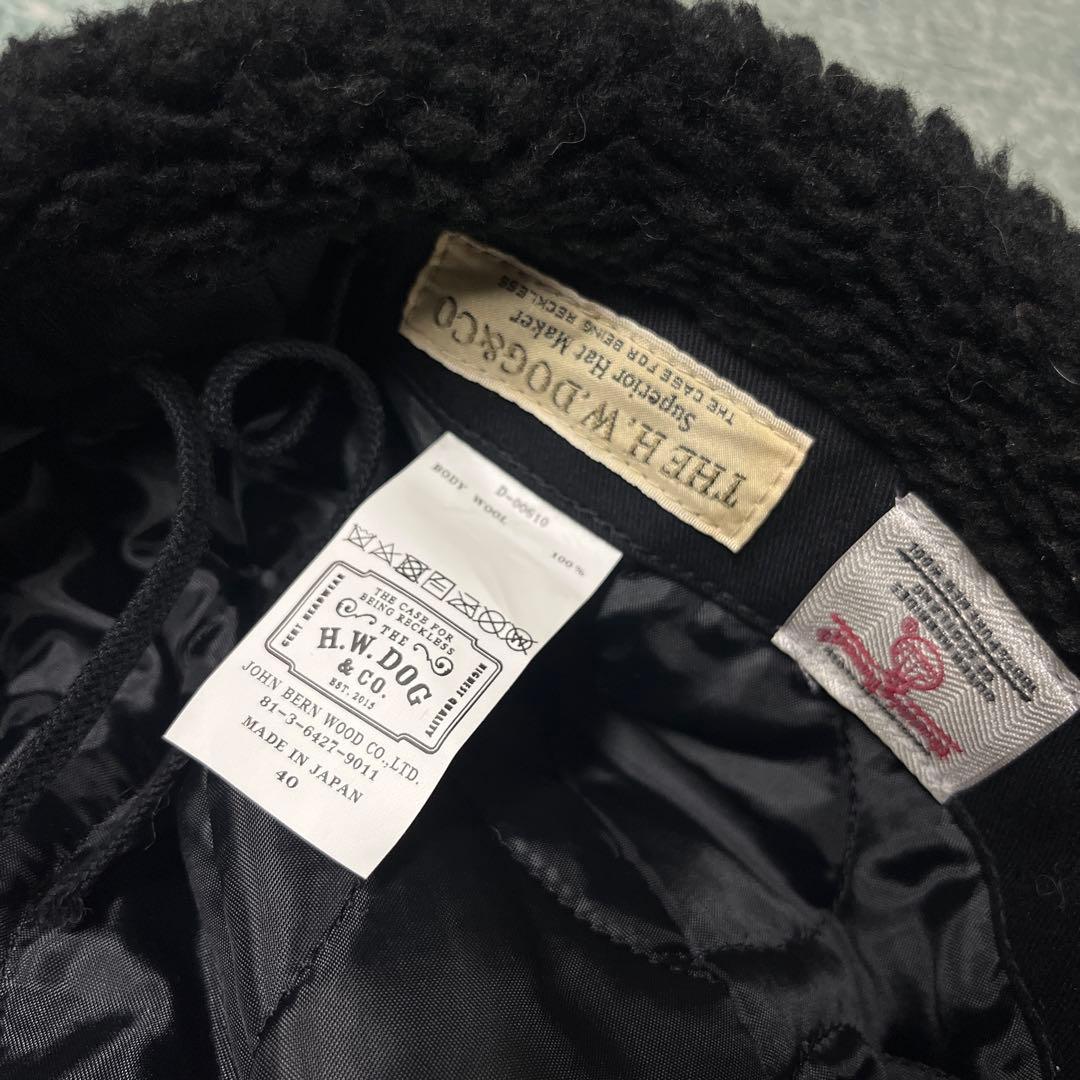 THE H.W.DOG&CO
Superior Hat Maker
THE CASE FOR BEING RECKLESS
D-00610
BODY WOOL 100%
THE CASE FOR
BEING RECKLESS
THE
H.W.DOG
& CO.
EST. 2015
HIGHEST QUALITY
JOHN BERN WOOD CO.,LTD.
81-3-6427-9011
MADE IN JAPAN
40